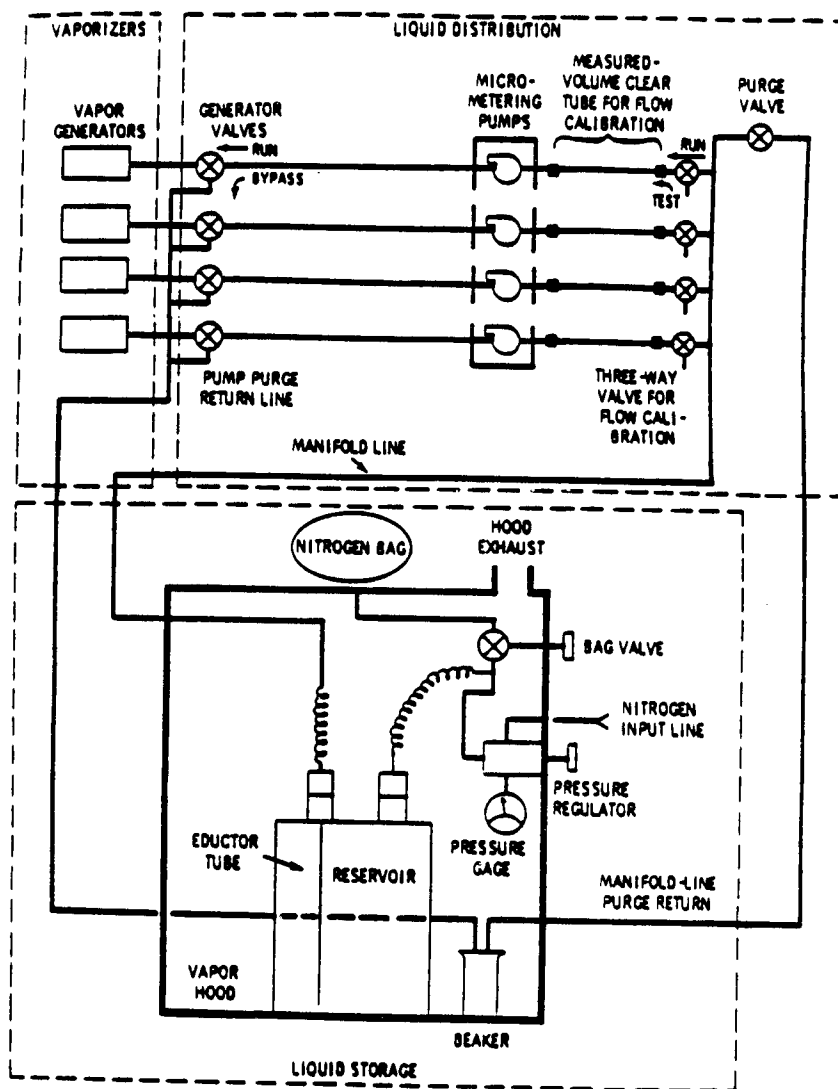 VAPORIZERS
LIQUID DISTRIBUTION
VAPOR
GENERATORS
GENERATOR
VALVES
RUN
BYPASS
MICRO-
METERING
PUMPS
MEASURED-
VOLUME CLEAR
TUBE FOR FLOW
CALIBRATION
PURGE
VALVE
RUN
TEST
PUMP PURGE
RETURN LINE
THREE-WAY
VALVE FOR
FLOW CALI-
BRATION
MANIFOLD LINE
NITROGEN BAG
HOOD
EXHAUST
BAG VALVE
NITROGEN
INPUT LINE
PRESSURE
REGULATOR
PRESSURE
GAGE
EDUCTOR
TUBE
RESERVOIR
MANIFOLD-LINE
PURGE RETURN
VAPOR
HOOD
BEAKER
LIQUID STORAGE